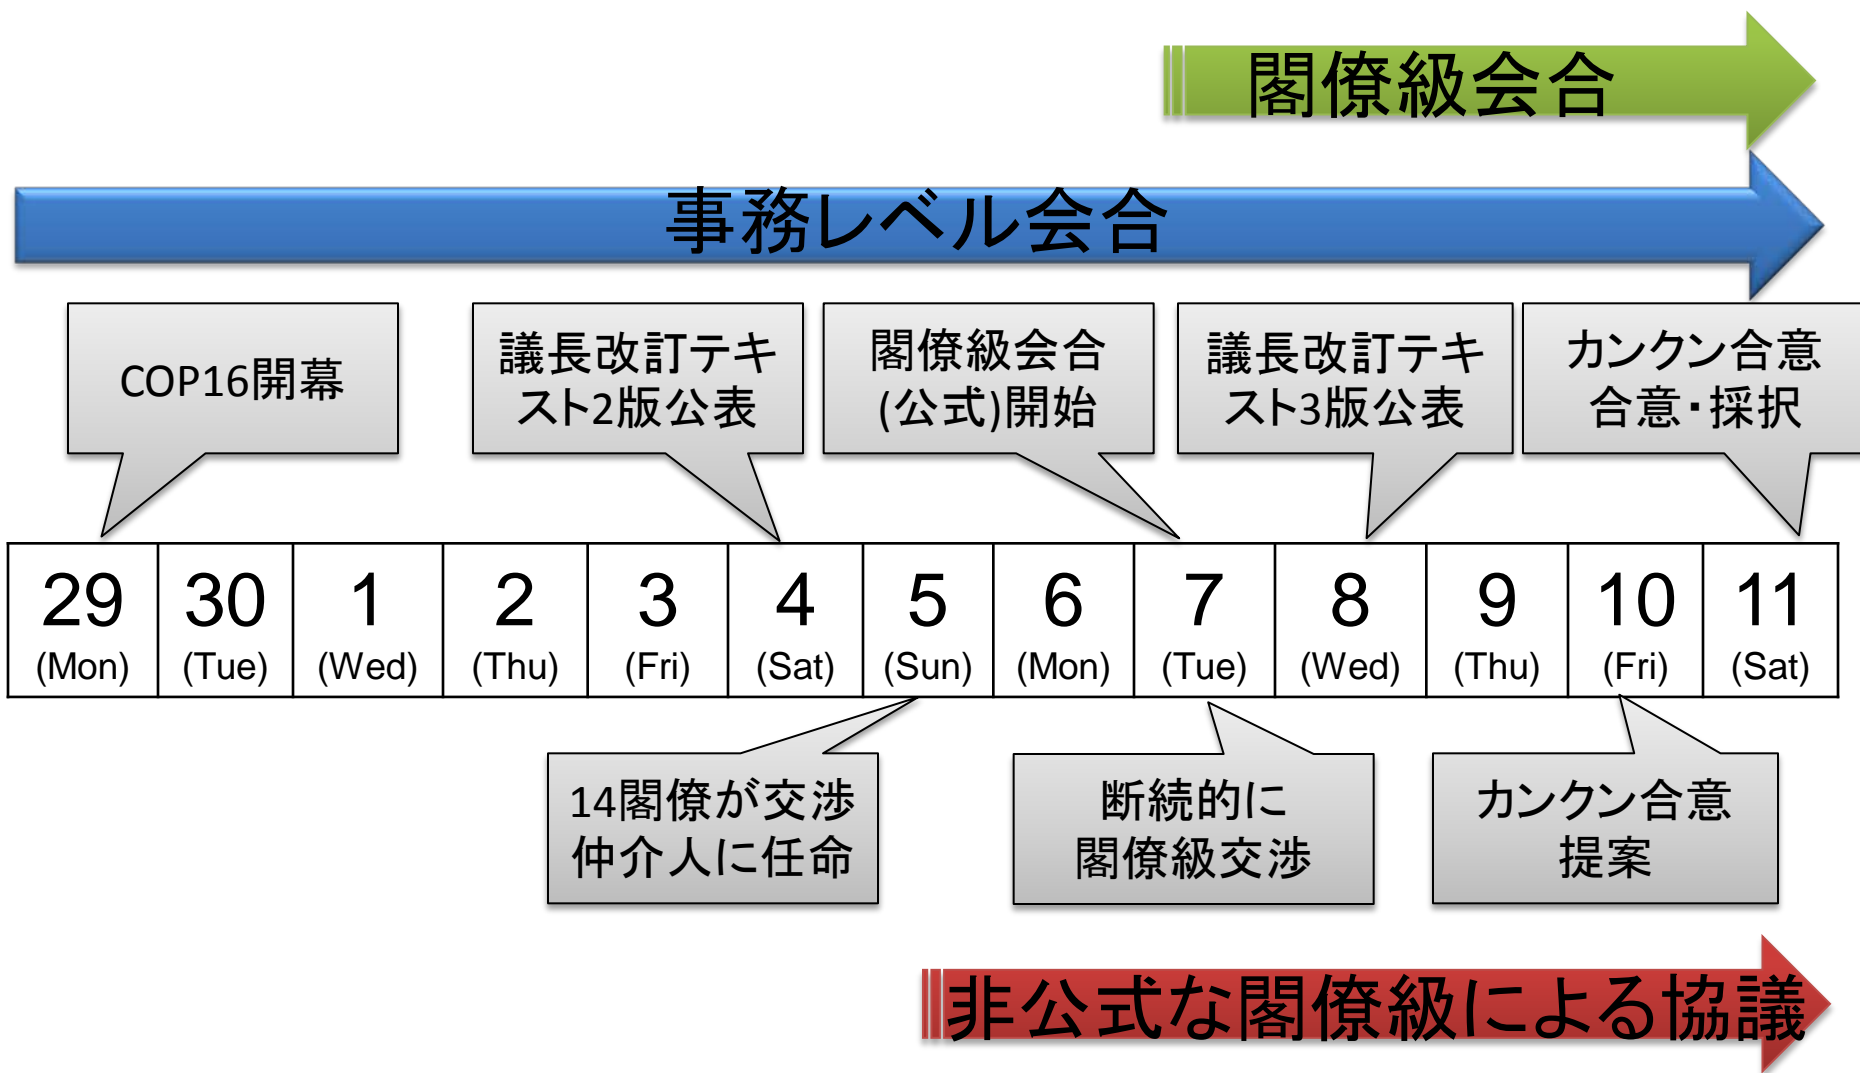 閣僚級会合
事務レベル会合
COP16開幕
議長改訂テキ
スト2版公表
閣僚級会合
(公式)開始
議長改訂テキ
スト3版公表
カンクン合意
合意・採択
29 30 1 2 3 4 5 6 7 8 9 10 11
(Mon) (Tue) (Wed) (Thu) (Fri) (Sat) (Sun) (Mon) (Tue) (Wed) (Thu) (Fri) (Sat)
14閣僚が交渉
仲介人に任命
断続的に
閣僚級交渉
カンクン合意
提案
非公式な閣僚級による協議